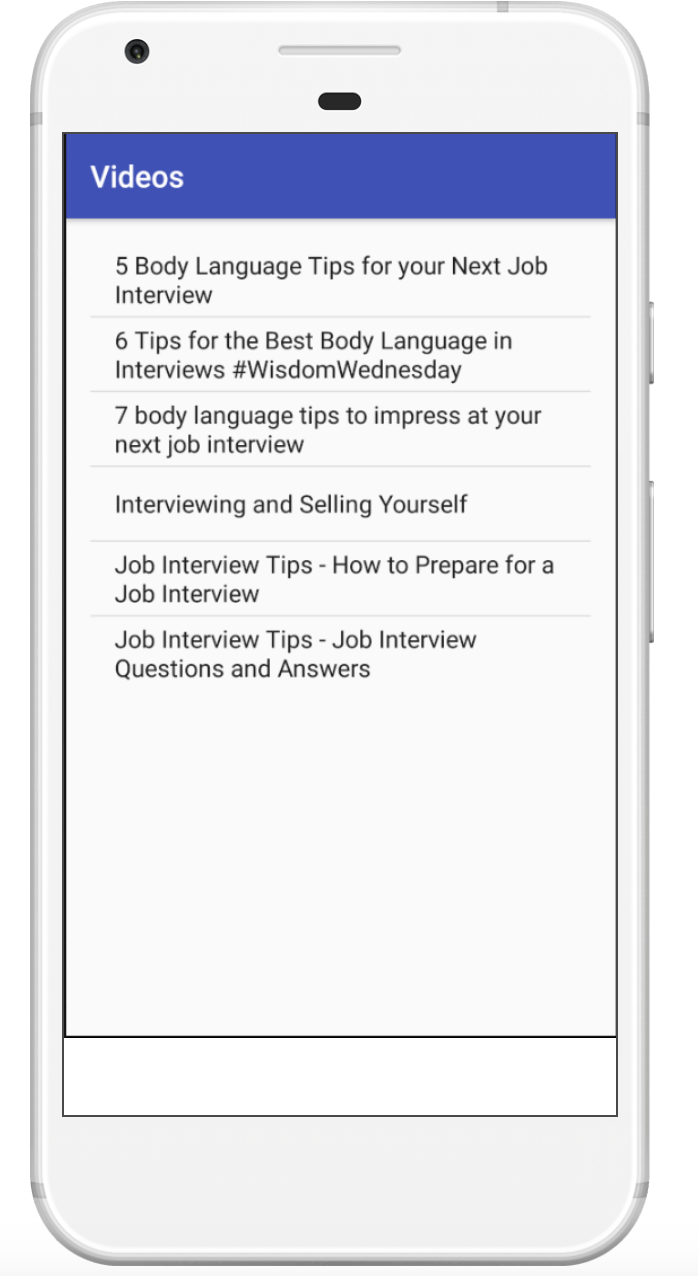 Videos
5 Body Language Tips for your Next Job
Interview
6 Tips for the Best Body Language in
Interviews #WisdomWednesday
7 body language tips to impress at your
next job interview
Interviewing and Selling Yourself
Job Interview Tips - How to Prepare for a
Job Interview
Job Interview Tips - Job Interview
Questions and Answers